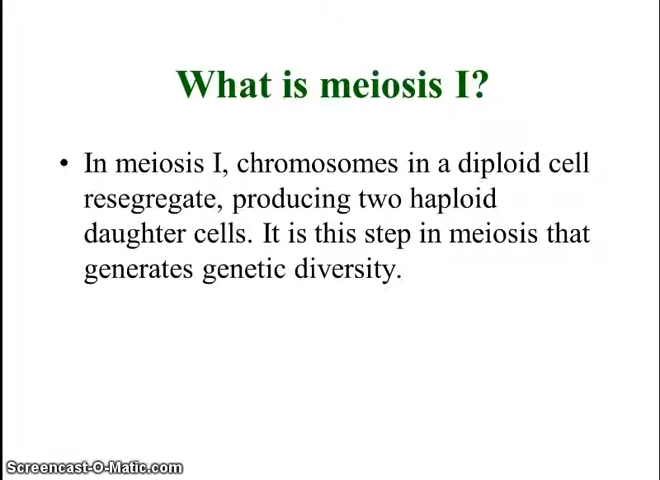 What is meiosis I?
• In meiosis I, chromosomes in a diploid cell
resegregate, producing two haploid
daughter cells. It is this step in meiosis that
generates genetic diversity.
Screencast-O-Matic.com